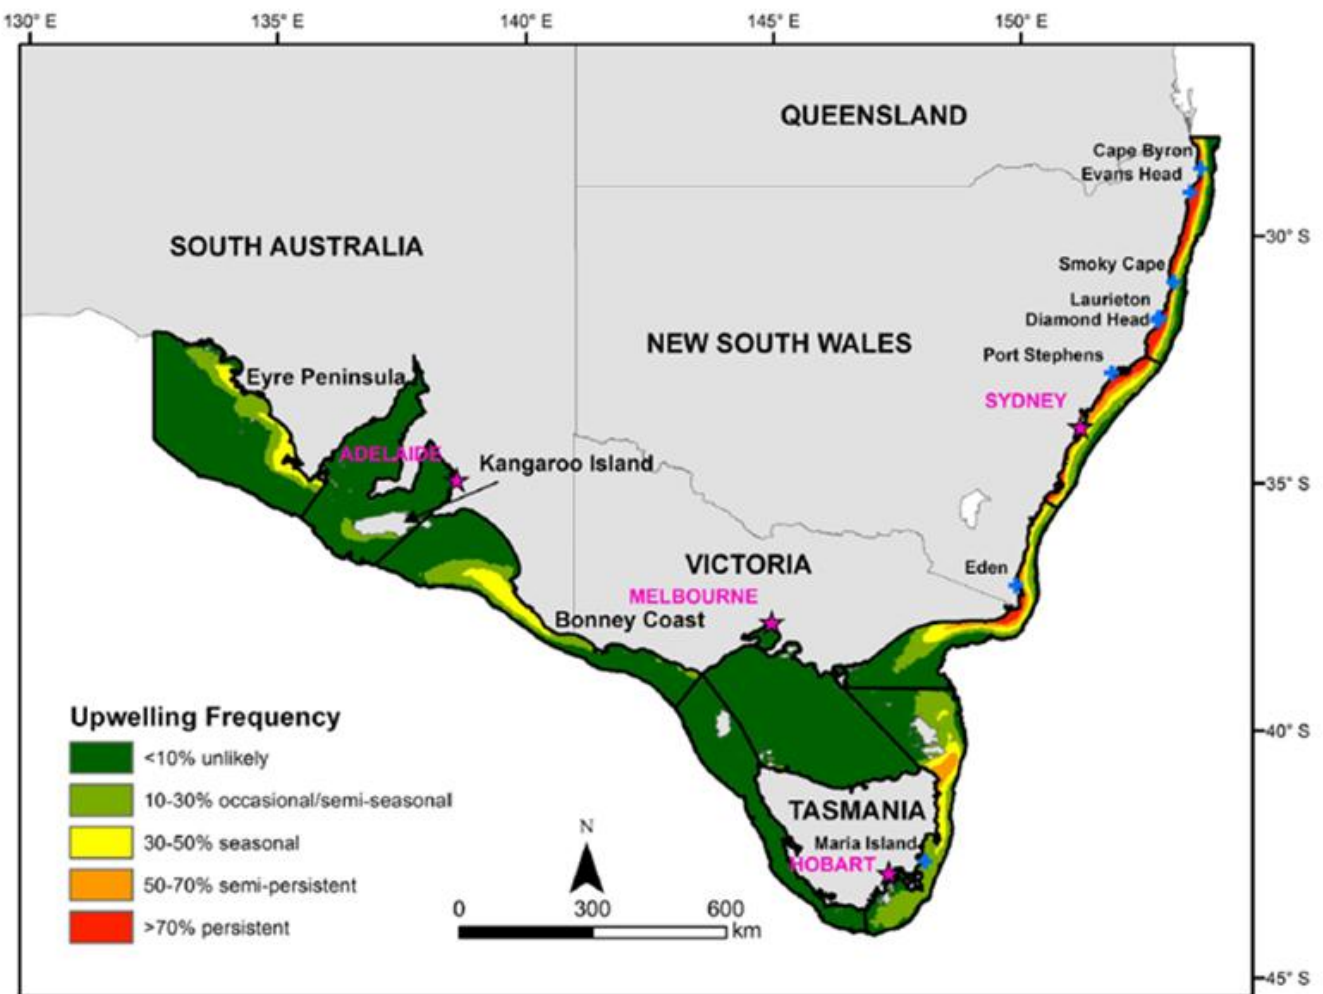 130° E
135° E
140° E
145° E
150° E
QUEENSLAND
Cape Byron
Evans Head
30° S
SOUTH AUSTRALIA
Smoky Cape
Laurieton
Diamond Head
NEW SOUTH WALES
Port Stephens
Eyre Peninsula
SYDNEY
ADELAIDE
Kangaroo Island
35° S
VICTORIA
Eden
MELBOURNE
Bonney Coast
Upwelling Frequency
40° S
<10% unlikely
10-30% occasional/semi-seasonal
TASMANIA
30-50% seasonal
Maria Island
HOBART
50-70% semi-persistent
>70% persistent
N
0
300
600
km
45° S